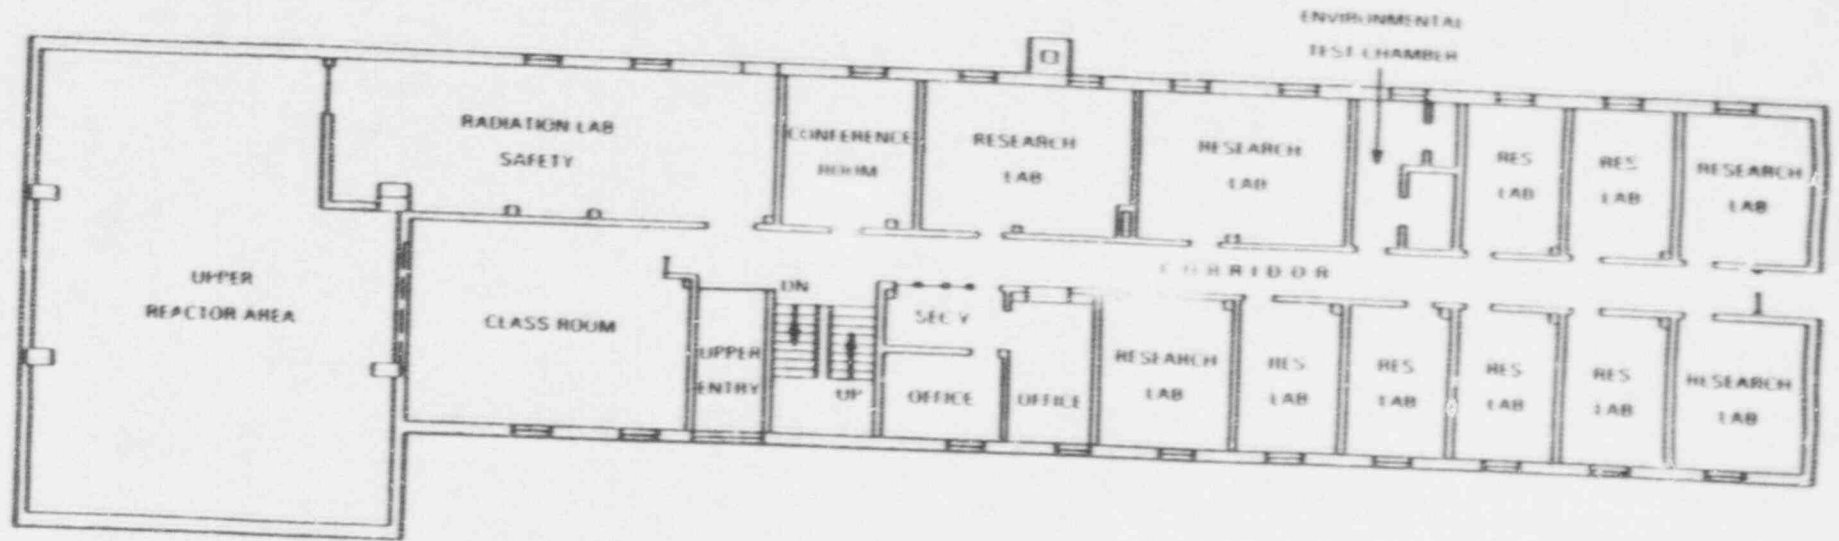 ENVIRONMENTAL
TEST CHAMBER
RADIATION LAB
SAFETY
CONFERENCE
ROOM
RESEARCH
LAB
RESEARCH
LAB
RES
LAB
RES
LAB
RESEARCH
LAB
UPPER
REACTOR AREA
CORRIDOR
CLASS ROOM
UPPER
ENTRY
DN
UP
SEC'Y
OFFICE
OFFICE
RESEARCH
LAB
RES
LAB
RES
LAB
RES
LAB
RES
LAB
RESEARCH
LAB